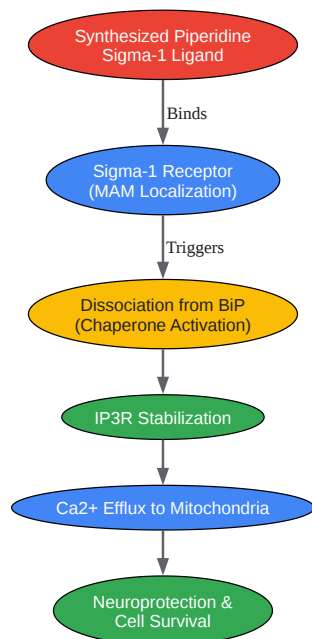 Synthesized Piperidine
Sigma-1 Ligand
Binds
Sigma-1 Receptor
(MAM Localization)
Triggers
Dissociation from BiP
(Chaperone Activation)
IP3R Stabilization
Ca2+ Efflux to Mitochondria
Neuroprotection &
Cell Survival